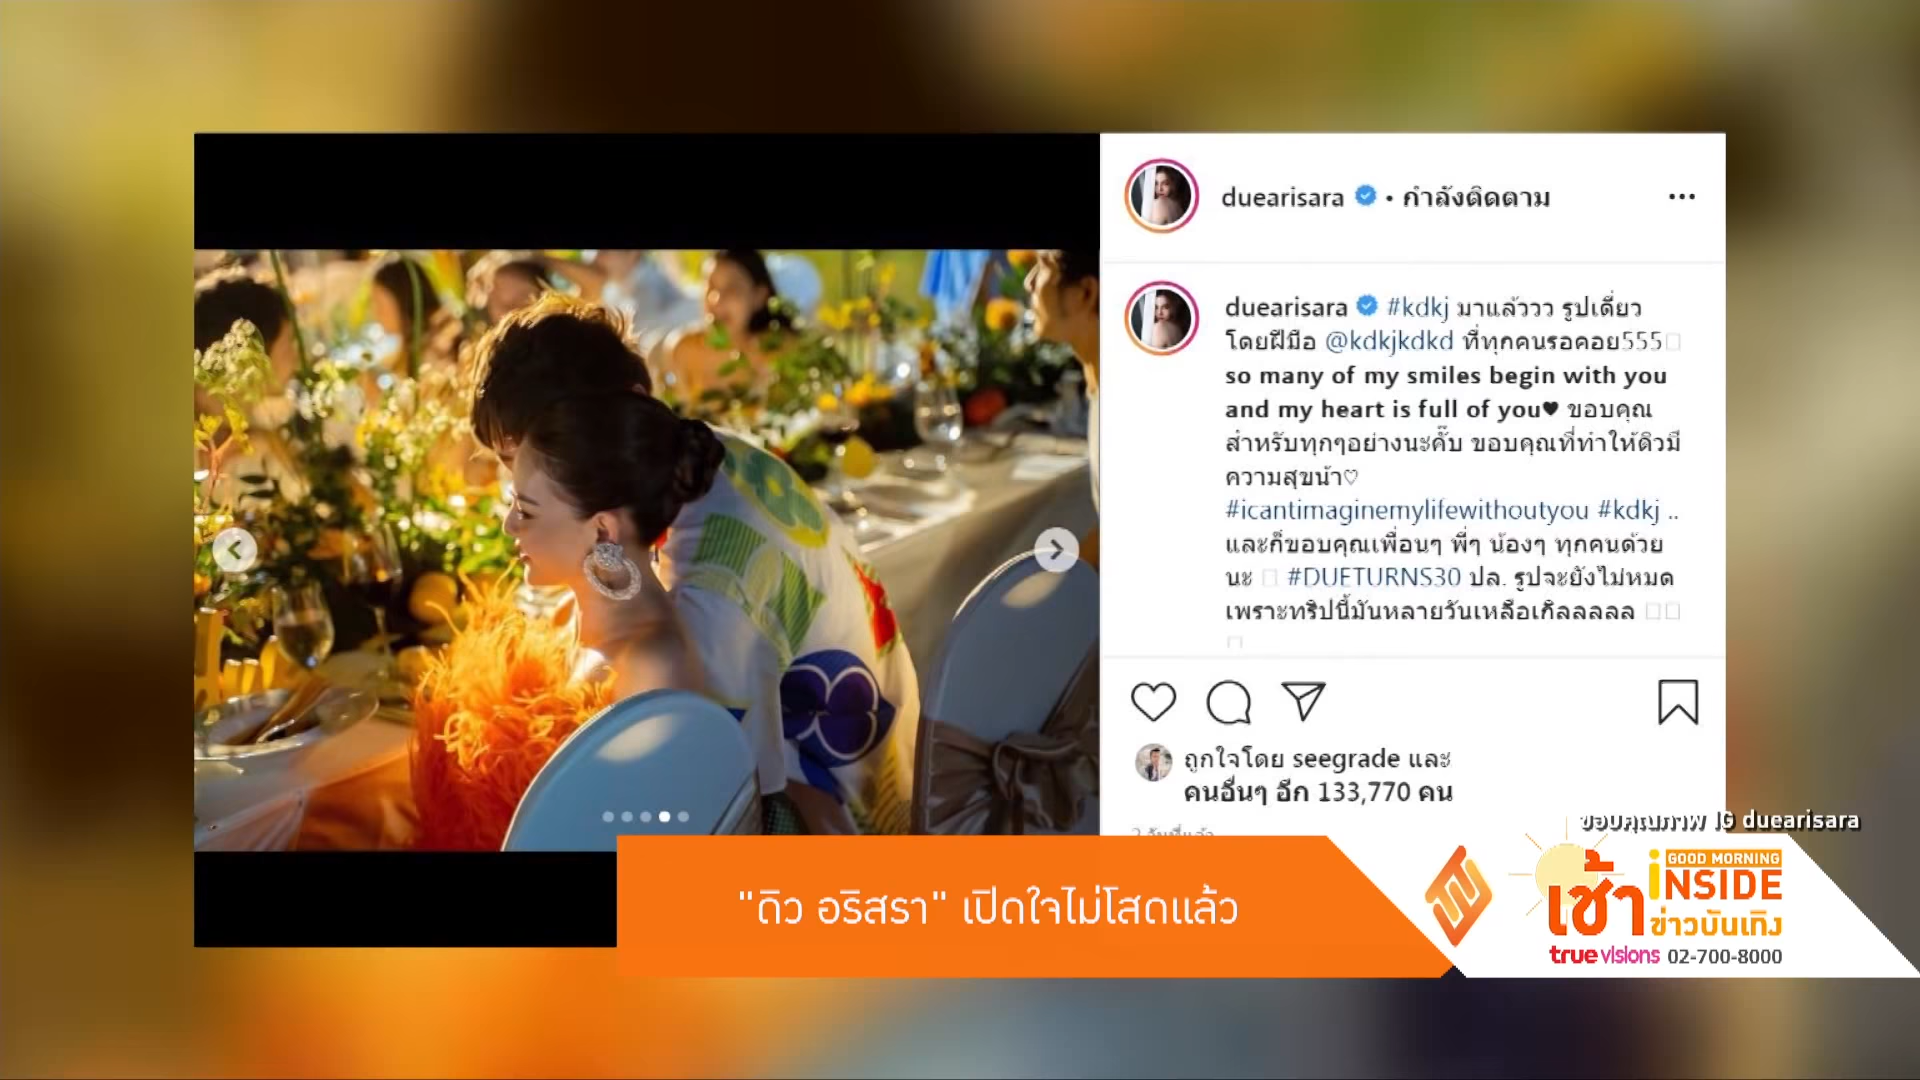 duearisara • กำลังติดตาม
duearisara #kdkj มาแล้ววว รูปเดี่ยว
โดยฝีมือ @kdkjkdkd ที่ทุกคนรอคอย555
so many of my smiles begin with you
and my heart is full of you♥ ขอบคุณ
สำหรับทุกๆอย่างนะคั๊บ ขอบคุณที่ทำให้ดิวมี
ความสุขน้า♡
#icantimaginemylifewithoutyou #kdkj ..
และก็ขอบคุณเพื่อนๆ พี่ๆ น้องๆ ทุกคนด้วย
นะ #DUETURNS30 ปล. รูปจะยังไม่หมด
เพราะทริปนี้มันหลายวันเหลือเกิลลลลล
ถูกใจโดย seegrade และ
คนอื่นๆ อีก 133,770 คน
ขอบคุณภาพ IG duearisara
"ดิว อริสรา" เปิดใจไม่โสดแล้ว
GOOD MORNING
เช้า iNSIDE
ข่าวบันเทิง
truevisions 02-700-8000